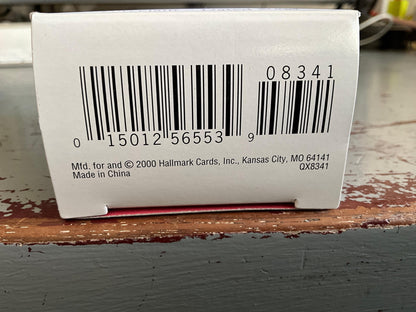 08341
0 15012 56553 9
Mfd. for and © 2000 Hallmark Cards, Inc., Kansas City, MO 64141
Made in China QX8341